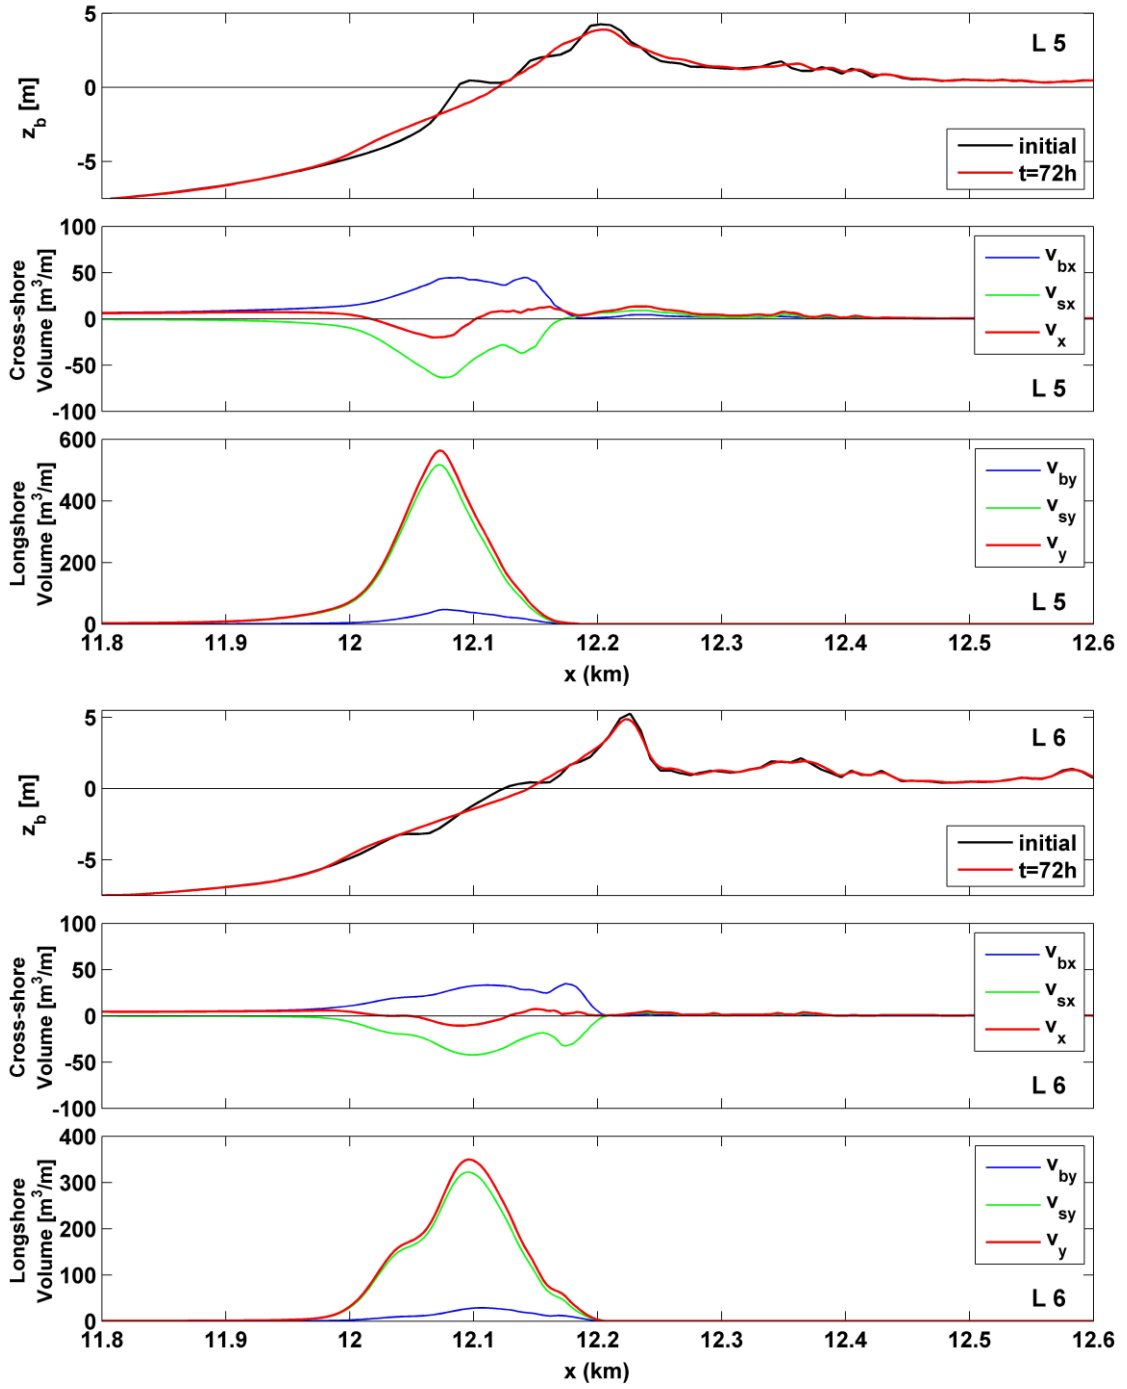 5
0
-5
z_b [m]
L 5
initial
t=72h
100
50
0
-50
-100
Cross-shore
Volume [m³/m]
v_bx
v_sx
v_x
L 5
600
400
200
0
Longshore
Volume [m³/m]
v_by
v_sy
v_y
L 5
11.8 11.9 12 12.1 12.2 12.3 12.4 12.5 12.6
x (km)
5
0
-5
z_b [m]
L 6
initial
t=72h
100
50
0
-50
-100
Cross-shore
Volume [m³/m]
v_bx
v_sx
v_x
L 6
400
300
200
100
0
Longshore
Volume [m³/m]
v_by
v_sy
v_y
L 6
11.8 11.9 12 12.1 12.2 12.3 12.4 12.5 12.6
x (km)